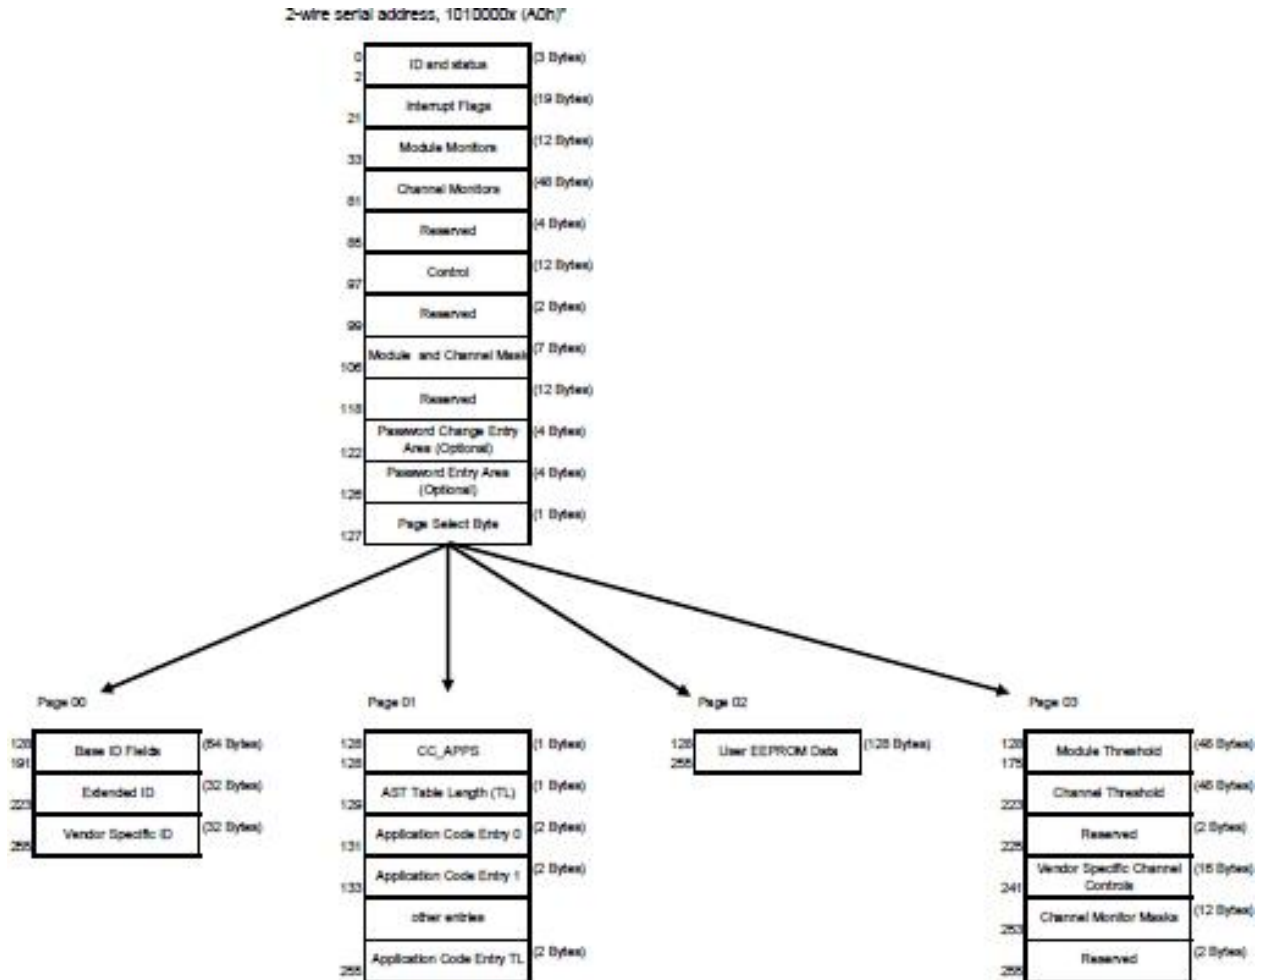 2-wire serial address, 1010000x (A0h)"
0
ID and status
(3 Bytes)
2
Interrupt Flags
(19 Bytes)
21
Module Monitors
(12 Bytes)
33
Channel Monitors
(48 Bytes)
81
Reserved
(4 Bytes)
85
Control
(12 Bytes)
97
Reserved
(2 Bytes)
99
Module and Channel Mask
(7 Bytes)
106
Reserved
(12 Bytes)
118
Password Change Entry
Area (Optional)
(4 Bytes)
122
Password Entry Area
(Optional)
(4 Bytes)
126
Page Select Byte
(1 Bytes)
127
Page 00
128
Base ID Fields
(64 Bytes)
191
Extended ID
(32 Bytes)
223
Vendor Specific ID
(32 Bytes)
255
Page 01
128
CC_APPS
(1 Bytes)
128
AST Table Length (TL)
(1 Bytes)
129
Application Code Entry 0
(2 Bytes)
131
Application Code Entry 1
(2 Bytes)
133
other entries
Application Code Entry TL
(2 Bytes)
255
Page 02
128
User EEPROM Data
(128 Bytes)
255
Page 03
128
Module Threshold
(48 Bytes)
175
Channel Threshold
(48 Bytes)
223
Reserved
(2 Bytes)
225
Vendor Specific Channel
Controls
(16 Bytes)
241
Channel Monitor Masks
(12 Bytes)
253
Reserved
(2 Bytes)
255